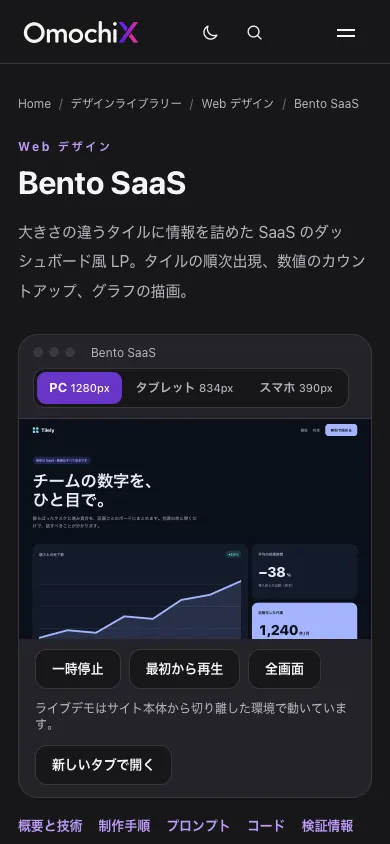 OmochiX
Home / デザインライブラリー / Web デザイン / Bento SaaS
Web デザイン
Bento SaaS
大きさの違うタイルに情報を詰めた SaaS のダッ
シュボード風 LP。タイルの順次出現、数値のカウン
トアップ、グラフの描画。
Bento SaaS
PC 1280px タブレット 834px スマホ 390px
Tilely
チームの数字を、
ひと目で。
−38
1,240
一時停止 最初から再生 全画面
ライブデモはサイト本体から切り離した環境で動いていま
す。
新しいタブで開く
概要と技術 制作手順 プロンプト コード 検証情報